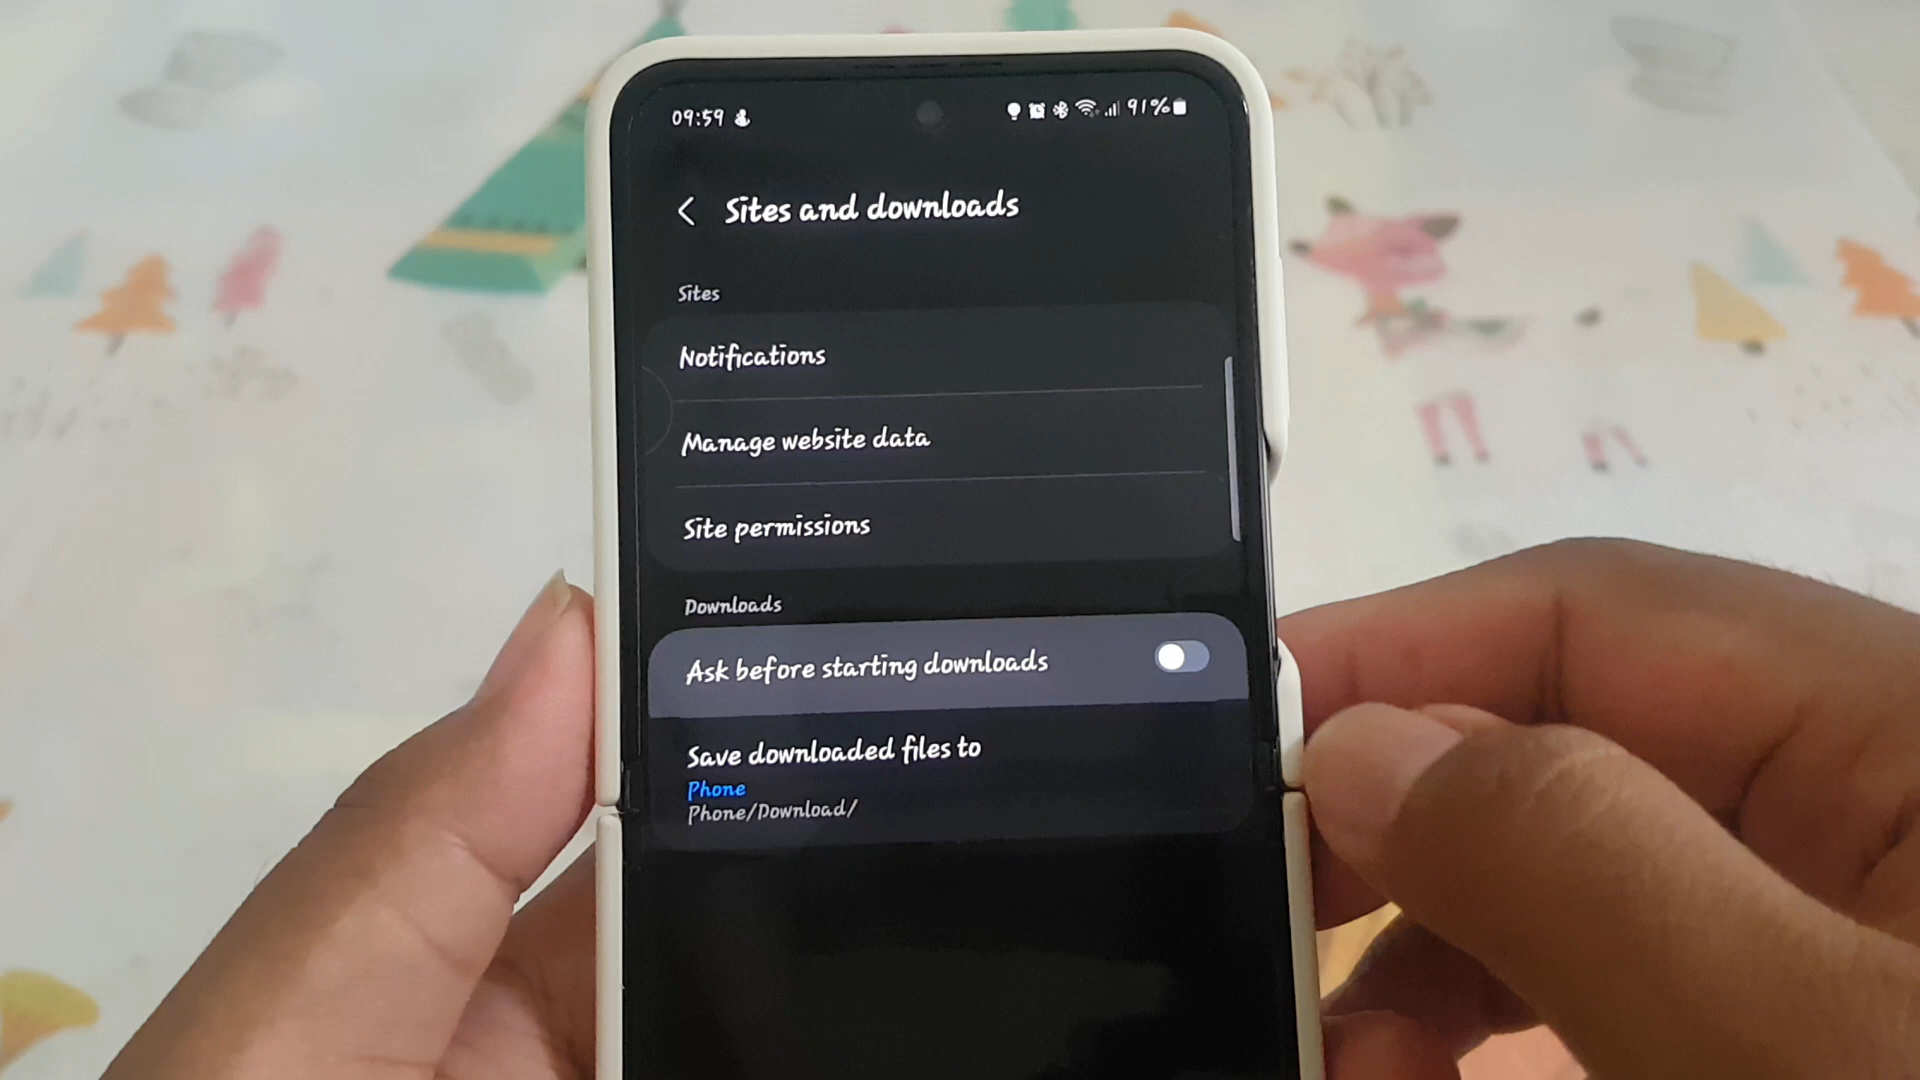 09:59
91%
Sites and downloads
Sites
Notifications
Manage website data
Site permissions
Downloads
Ask before starting downloads
Save downloaded files to
Phone
Phone/Download/